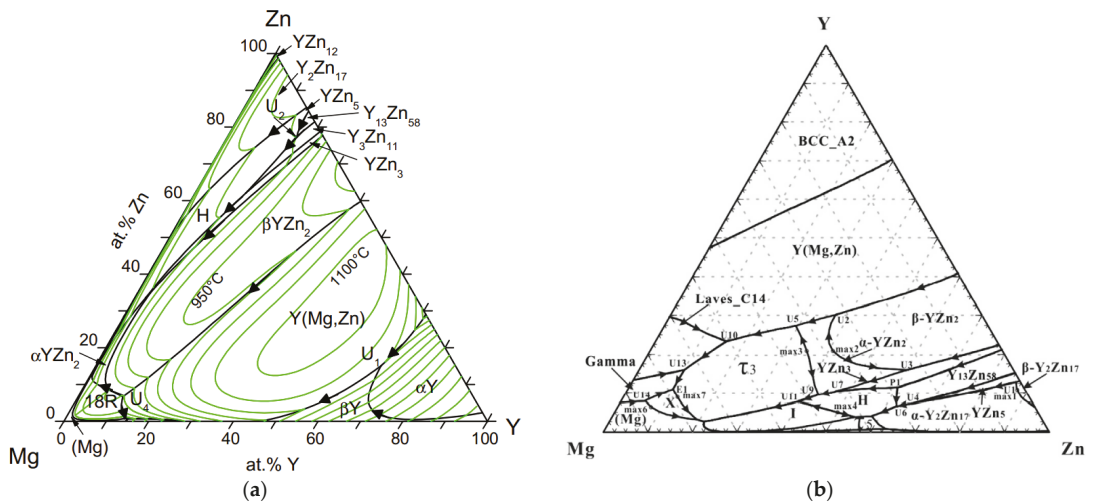 Zn
100
YZn12
Y2Zn17
YZn5
U2
Y13Zn58
80
Y3Zn11
YZn3
60
at.% Zn
H
βYZn2
40
950°C
1100°C
Y(Mg,Zn)
20
αYZn2
U1
αY
18R
U4
βY
0
0
20
40
60
80
100
Y
(Mg)
Mg
at.% Y
(a)
Y
BCC_A2
Y(Mg,Zn)
Laves_C14
U10
U5
U2
β-YZn2
max2
α-YZn2
max3
Gamma
U13
τ3
YZn3
U3
Y13Zn58
β-Y2Zn17
U14
E1
X
max7
U9
U7
H
P1
U4
U1
max1
max6
(Mg)
U11
I
max4
U6
α-Y2Zn17
YZn5
5
Mg
Zn
(b)